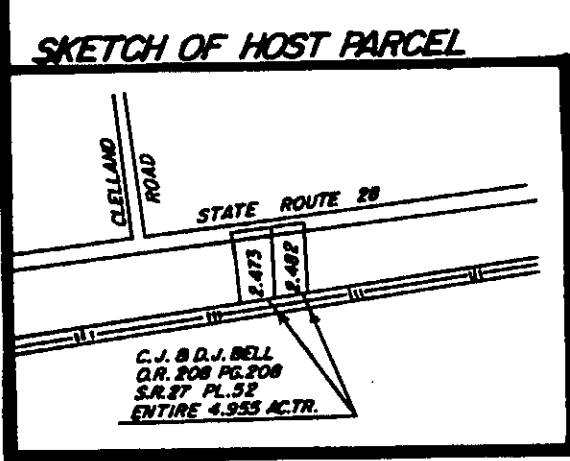 SKETCH OF HOST PARCEL
CLELLAND
ROAD
STATE ROUTE 28
2.473
2.482
C.J. & D.J. BELL
O.R. 208 PG. 208
S.R. 27 PL. 52
ENTIRE 4.955 AC.TR.